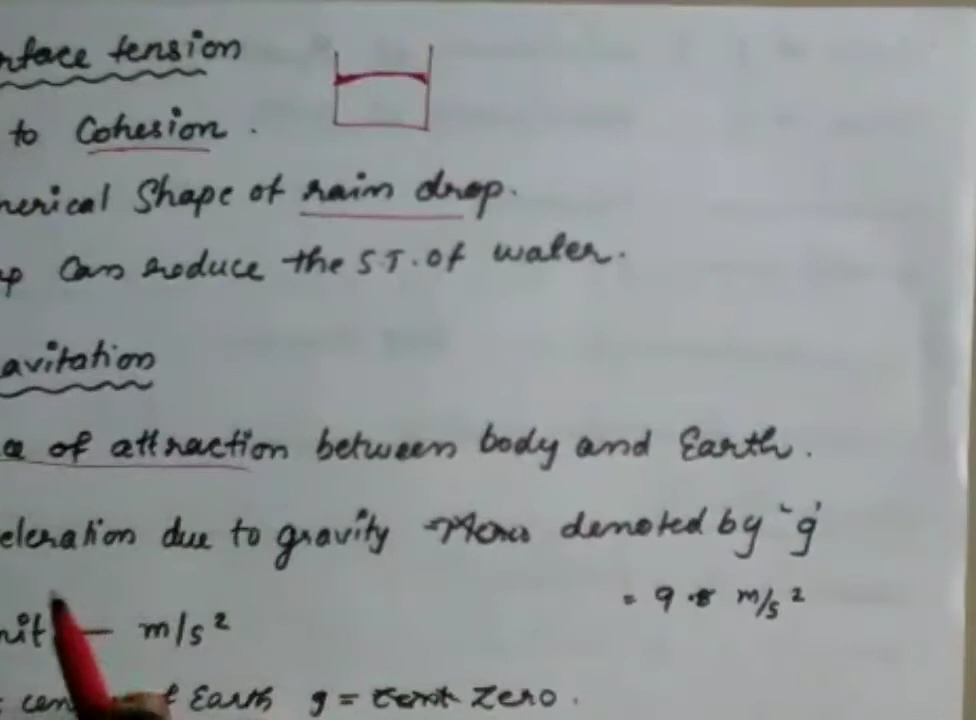 rface tension
to Cohesion.
herical Shape of rain drop.
p can reduce the S.T. of water.
avitation
e of attraction between body and Earth.
eleration due to gravity denoted by "g"
= 9.8 m/s²
nit — m/s²
cen Earth g = zero.